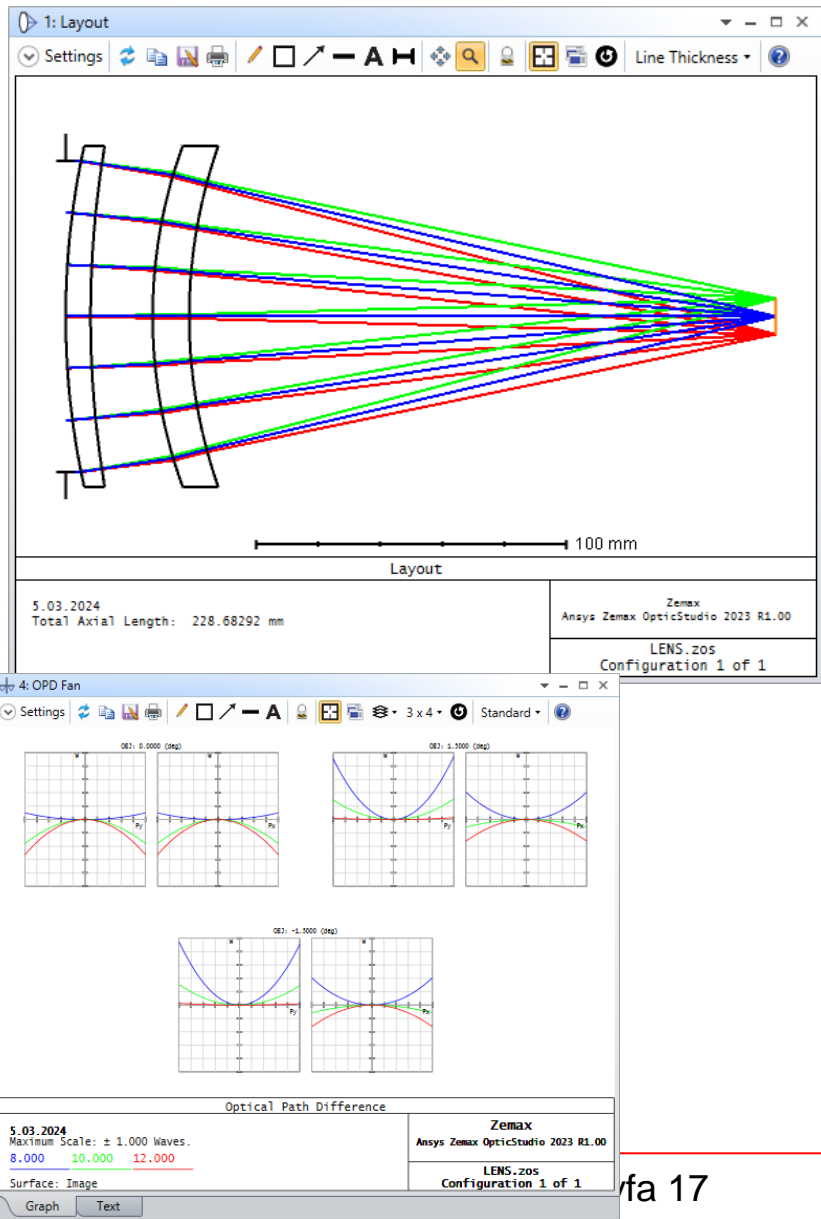 1: Layout
Settings
A
Line Thickness
100 mm
Layout
5.03.2024
Total Axial Length: 228.68292 mm
Zemax
Ansys Zemax OpticStudio 2023 R1.00
LENS.zos
Configuration 1 of 1
4: OPD Fan
Settings
A
3 x 4
Standard
OBJ: 0.0000 (deg)
OBJ: 1.5000 (deg)
W
W
W
W
Py
Px
Py
Px
OBJ: -1.5000 (deg)
W
W
Py
Px
Optical Path Difference
5.03.2024
Maximum Scale: ± 1.000 Waves.
8.000 10.000 12.000
Surface: Image
Zemax
Ansys Zemax OpticStudio 2023 R1.00
LENS.zos
Configuration 1 of 1
Graph Text
yfa 17